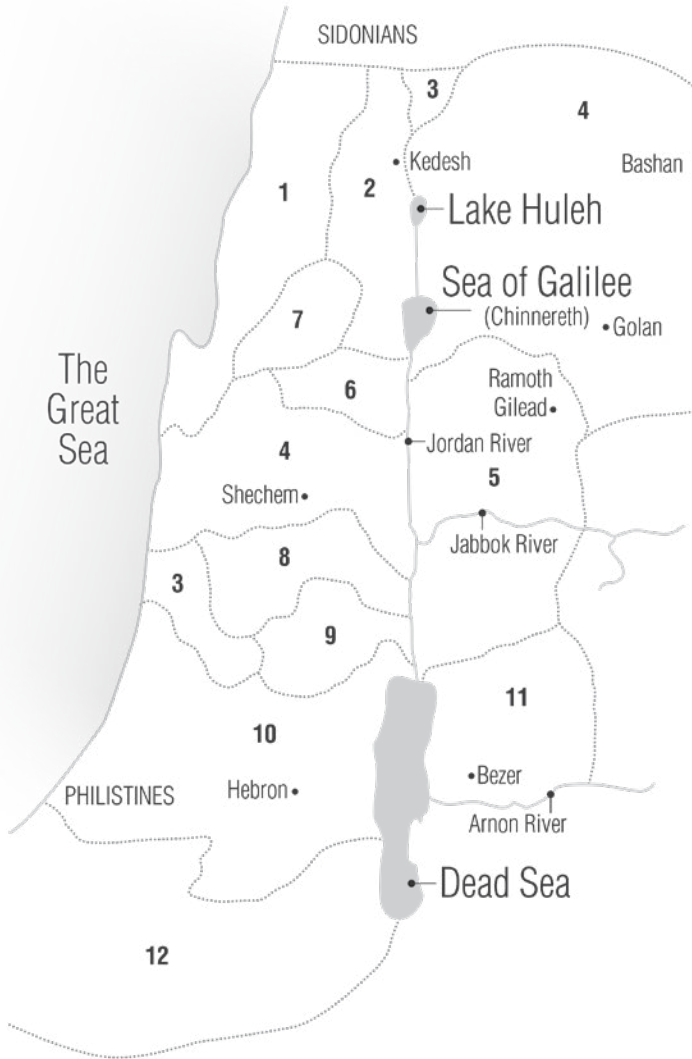 SIDONIANS
3
4
Kedesh
Bashan
1
2
Lake Huleh
Sea of Galilee
(Chinnereth)
Golan
7
The
Great
Sea
6
Ramoth
Gilead
Jordan River
4
5
Shechem
Jabbok River
8
3
9
11
10
Bezer
Hebron
PHILISTINES
Arnon River
Dead Sea
12